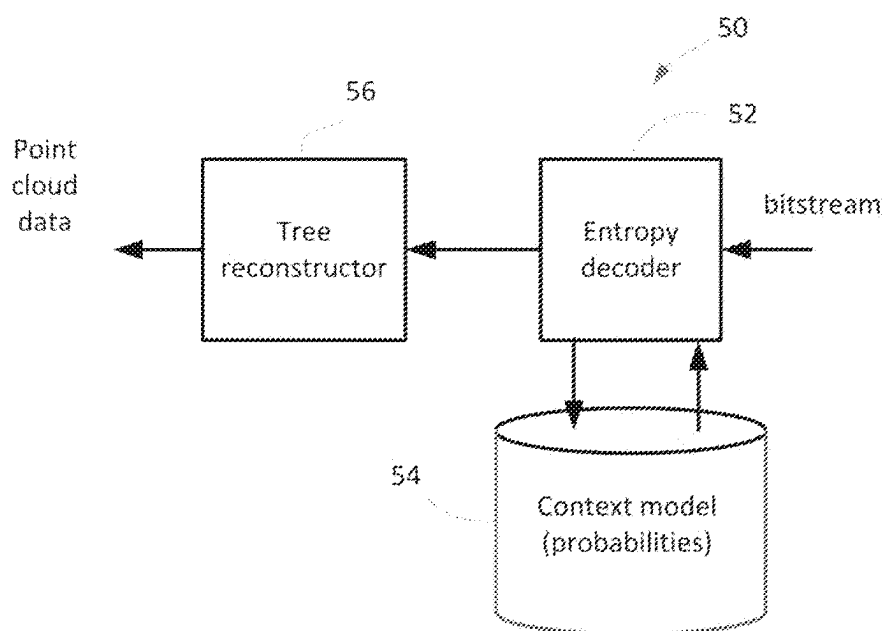 50
56
52
Point
cloud
data
bitstream
Tree
reconstructor
Entropy
decoder
54
Context model
(probabilities)